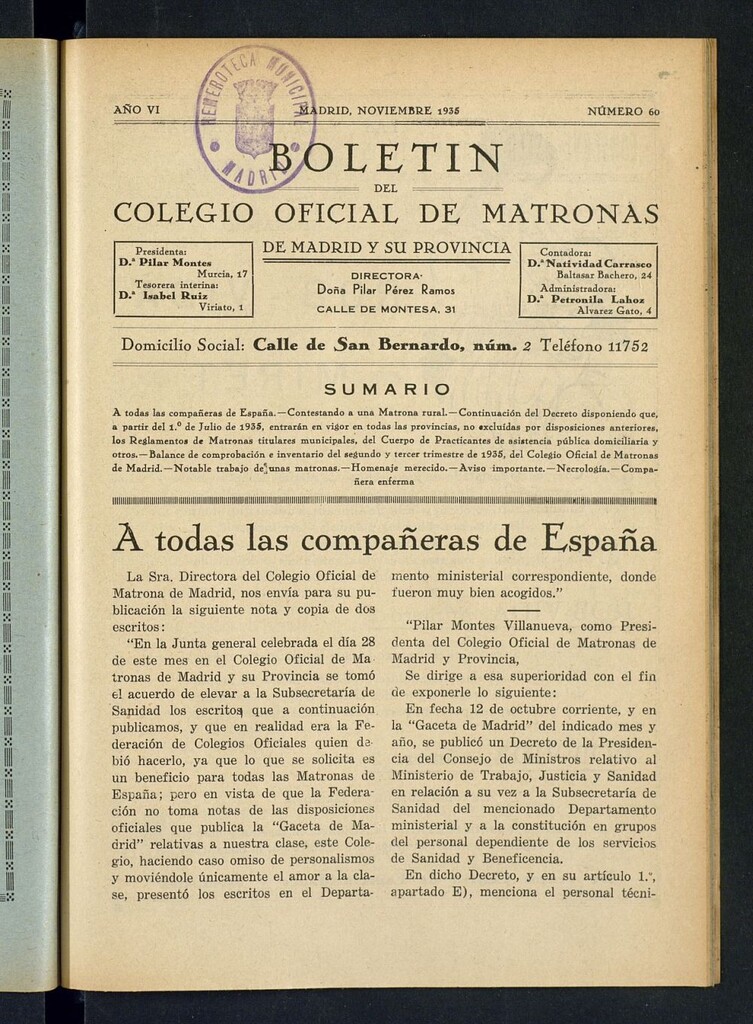 HEMEROTECA MUNICIPAL
MADRID
AÑO VI MADRID, NOVIEMBRE 1935 NÚMERO 60
BOLETIN
DEL
COLEGIO OFICIAL DE MATRONAS
DE MADRID Y SU PROVINCIA
Presidenta:
D.ª Pilar Montes
Murcia, 17
Tesorera interina:
D.ª Isabel Ruiz
Viriato, 1
DIRECTORA·
Doña Pilar Pérez Ramos
CALLE DE MONTESA, 31
Contadora:
D.ª Natividad Carrasco
Baltasar Bachero, 24
Administradora:
D.ª Petronila Lahoz
Alvarez Gato, 4
Domicilio Social: Calle de San Bernardo, núm. 2 Teléfono 11752
SUMARIO
A todas las compañeras de España.—Contestando a una Matrona rural.—Continuación del Decreto disponiendo que,
a partir del 1.º de Julio de 1935, entrarán en vigor en todas las provincias, no excluídas por disposiciones anteriores,
los Reglamentos de Matronas titulares municipales, del Cuerpo de Practicantes de asistencia pública domiciliaria y
otros.—Balance de comprobación e inventario del segundo y tercer trimestre de 1935, del Colegio Oficial de Matronas
de Madrid.—Notable trabajo de unas matronas.—Homenaje merecido.—Aviso importante.—Necrología.—Compa-
ñera enferma
A todas las compañeras de España
La Sra. Directora del Colegio Oficial de
Matrona de Madrid, nos envía para su pu-
blicación la siguiente nota y copia de dos
escritos:
"En la Junta general celebrada el día 28
de este mes en el Colegio Oficial de Ma-
tronas de Madrid y su Provincia se tomó
el acuerdo de elevar a la Subsecretaría de
Sanidad los escritos que a continuación
publicamos, y que en realidad era la Fe-
deración de Colegios Oficiales quien de-
bió hacerlo, ya que lo que se solicita es
un beneficio para todas las Matronas de
España; pero en vista de que la Federa-
ción no toma notas de las disposiciones
oficiales que publica la "Gaceta de Ma-
drid" relativas a nuestra clase, este Cole-
gio, haciendo caso omiso de personalismos
y moviéndole únicamente el amor a la cla-
se, presentó los escritos en el Departa-
mento ministerial correspondiente, donde
fueron muy bien acogidos."
"Pilar Montes Villanueva, como Presi-
denta del Colegio Oficial de Matronas de
Madrid y Provincia,
Se dirige a esa superioridad con el fin
de exponerle lo siguiente:
En fecha 12 de octubre corriente, y en
la "Gaceta de Madrid" del indicado mes y
año, se publicó un Decreto de la Presiden-
cia del Consejo de Ministros relativo al
Ministerio de Trabajo, Justicia y Sanidad
en relación a su vez a la Subsecretaría de
Sanidad del mencionado Departamento
ministerial y a la constitución en grupos
del personal dependiente de los servicios
de Sanidad y Beneficencia.
En dicho Decreto, y en su artículo 1.º,
apartado E), menciona el personal técni-